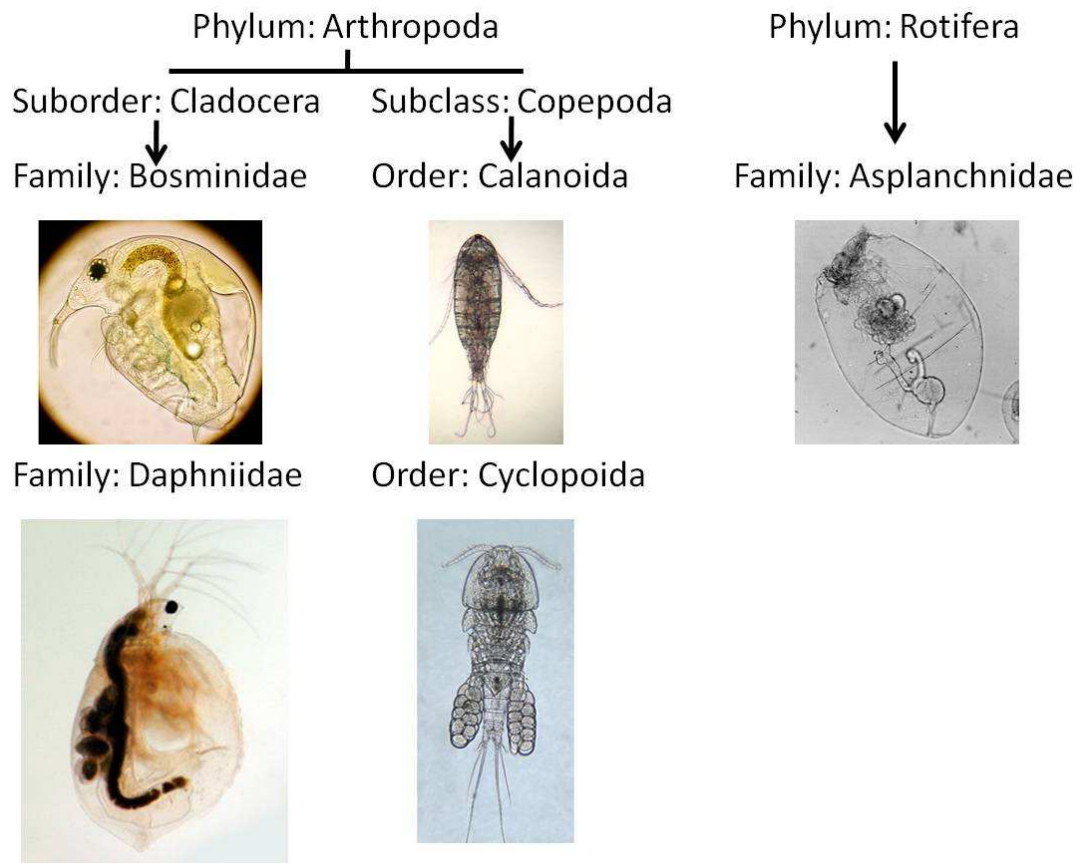 Phylum: Arthropoda
Phylum: Rotifera
Suborder: Cladocera
Subclass: Copepoda
Family: Bosminidae
Order: Calanoida
Family: Asplanchnidae
Family: Daphniidae
Order: Cyclopoida